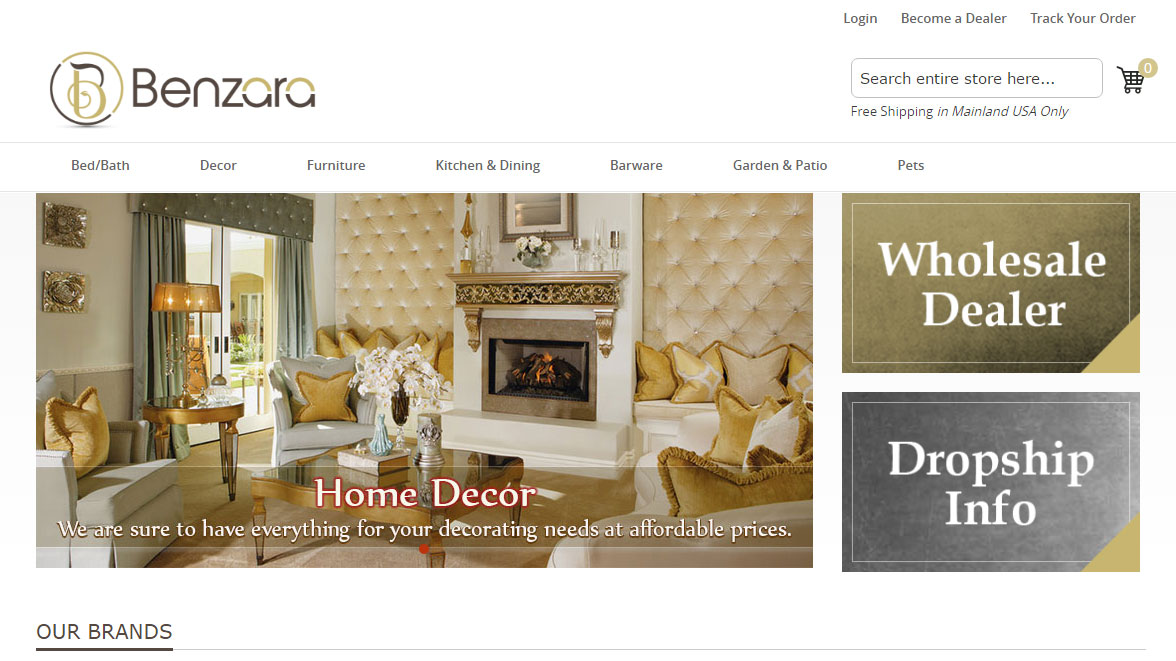 Login Become a Dealer Track Your Order
Benzara
Search entire store here...
0
Free Shipping in Mainland USA Only
Bed/Bath Decor Furniture Kitchen & Dining Barware Garden & Patio Pets
Wholesale
Dealer
Dropship
Info
Home Decor
We are sure to have everything for your decorating needs at affordable prices.
OUR BRANDS